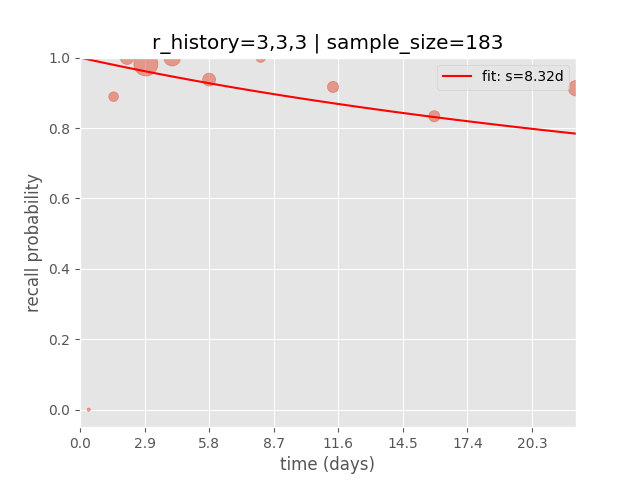 r_history=3,3,3 | sample_size=183
fit: s=8.32d
recall probability
1.0
0.8
0.6
0.4
0.2
0.0
0.0 2.9 5.8 8.7 11.6 14.5 17.4 20.3
time (days)